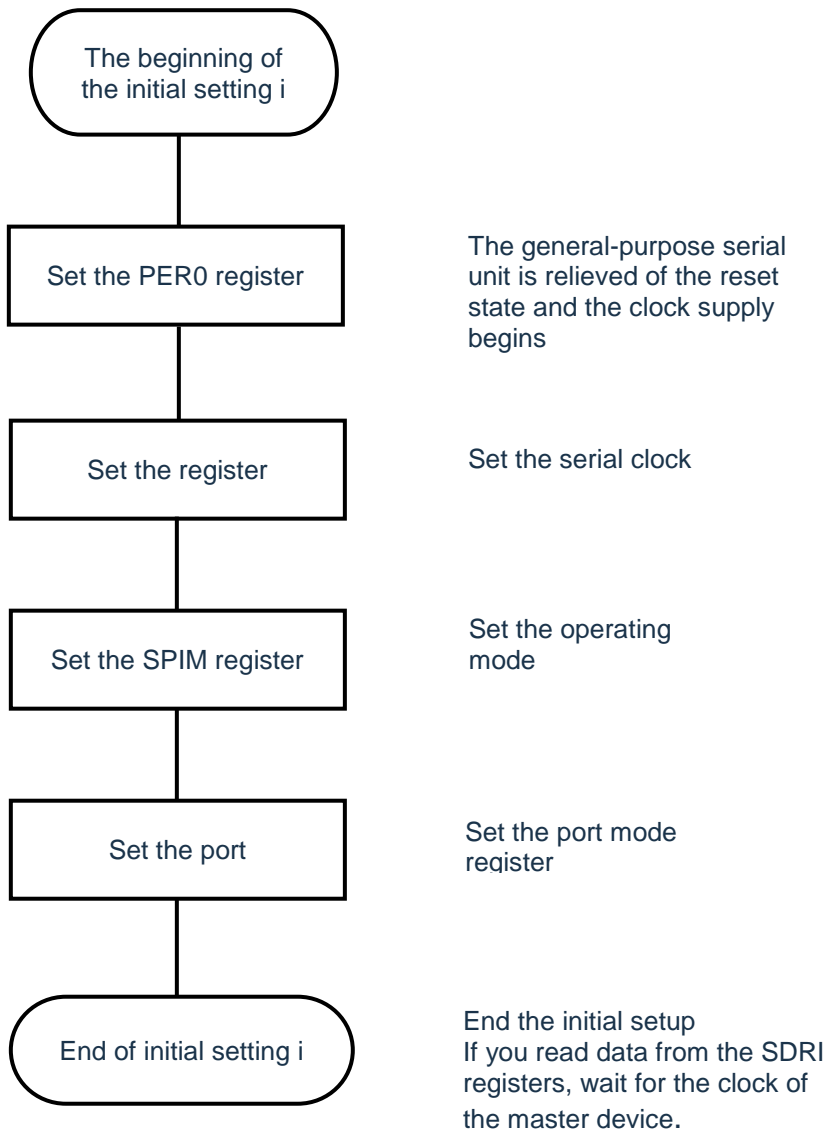 The beginning of
the initial setting i
Set the PER0 register
The general-purpose serial
unit is relieved of the reset
state and the clock supply
begins
Set the register
Set the serial clock
Set the SPIM register
Set the operating
mode
Set the port
Set the port mode
register
End of initial setting i
End the initial setup
If you read data from the SDRI
registers, wait for the clock of
the master device.